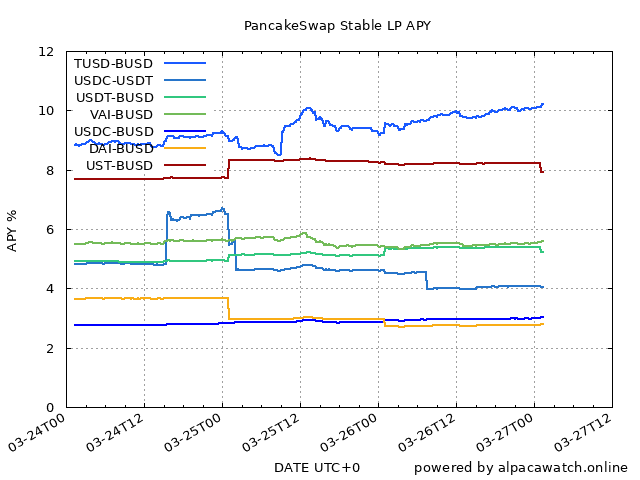 PancakeSwap Stable LP APY
12
10
8
6
4
2
0
APY %
TUSD-BUSD
USDC-USDT
USDT-BUSD
VAI-BUSD
USDC-BUSD
DAI-BUSD
UST-BUSD
03-24T00
03-24T12
03-25T00
03-25T12
03-26T00
03-26T12
03-27T00
03-27T12
DATE UTC+0
powered by alpacawatch.online